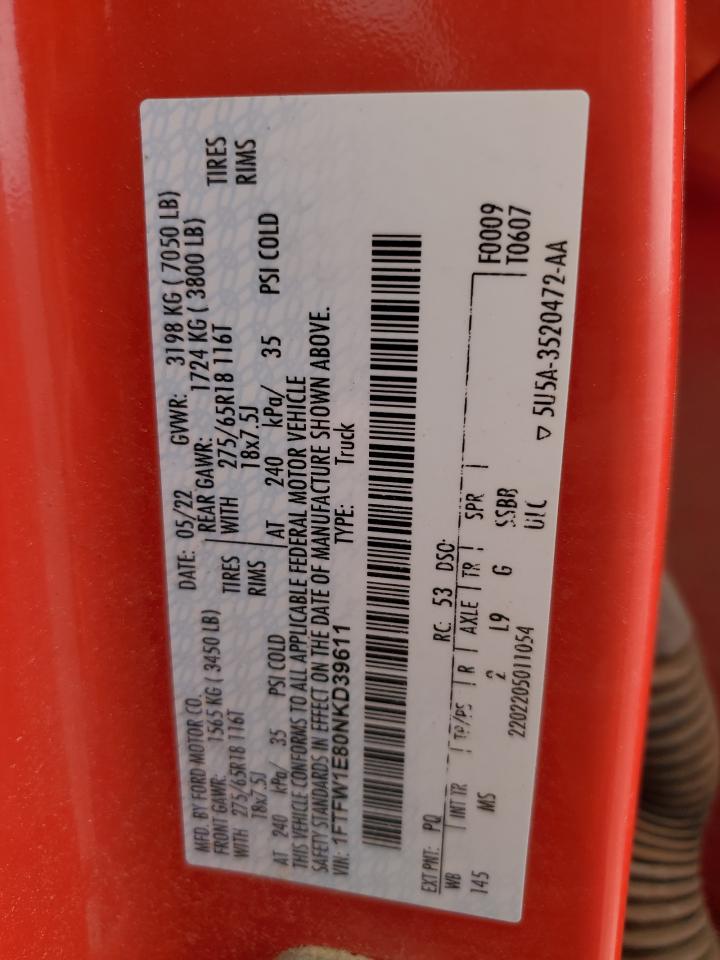 MFD. BY FORD MOTOR CO.
DATE: 05/22 GVWR: 3198 KG ( 7050 LB)
FRONT GAWR: 1565 KG ( 3450 LB) REAR GAWR: 1724 KG ( 3800 LB)
WITH 275/65R18 116T TIRES WITH 275/65R18 116T TIRES
18x7.5J RIMS 18x7.5J RIMS
AT 240 kPa/ 35 PSI COLD AT 240 kPa/ 35 PSI COLD
THIS VEHICLE CONFORMS TO ALL APPLICABLE FEDERAL MOTOR VEHICLE
SAFETY STANDARDS IN EFFECT ON THE DATE OF MANUFACTURE SHOWN ABOVE.
VIN: 1FTFW1E80NKD39611 TYPE: Truck
EXT PNT: PQ RC: 53 DSO: F0009
WB INT TR TP/PS R AXLE TR SPR T0607
145 MS 2 L9 G SSBB
UTC ▽ 5U5A-3520472-AA
2202205011054